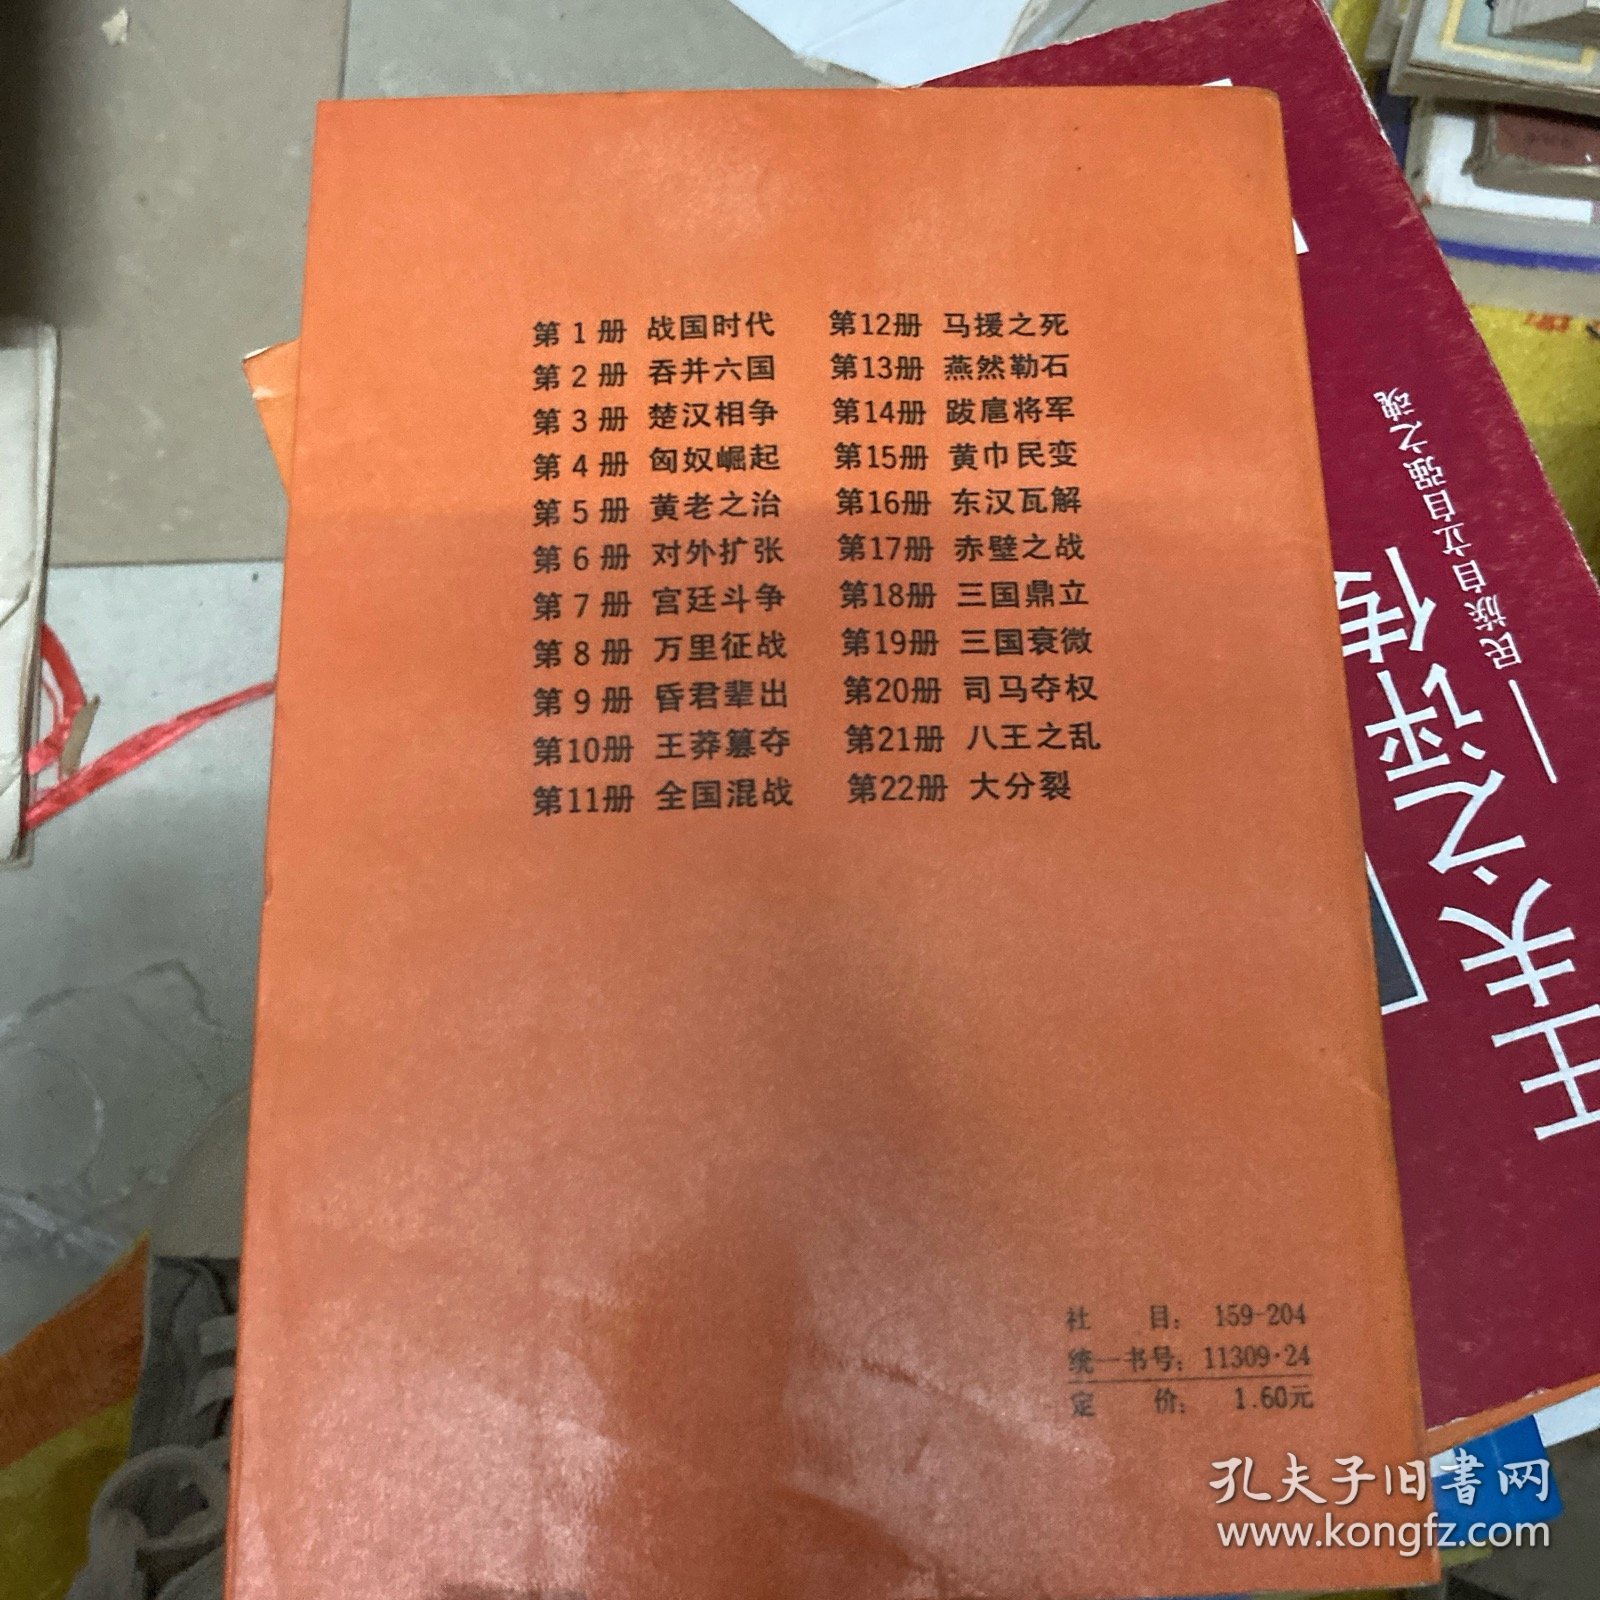 第 1 册 战国时代
第 2 册 吞并六国
第 3 册 楚汉相争
第 4 册 匈奴崛起
第 5 册 黄老之治
第 6 册 对外扩张
第 7 册 宫廷斗争
第 8 册 万里征战
第 9 册 昏君辈出
第10册 王莽篡夺
第11册 全国混战
第12册 马援之死
第13册 燕然勒石
第14册 跋扈将军
第15册 黄巾民变
第16册 东汉瓦解
第17册 赤壁之战
第18册 三国鼎立
第19册 三国衰微
第20册 司马夺权
第21册 八王之乱
第22册 大分裂
社 目： 159-204
统一书号：11309·24
定 价： 1.60元
王夫之评传
——民族自立自强之魂
孔夫子旧书网
www.kongfz.com